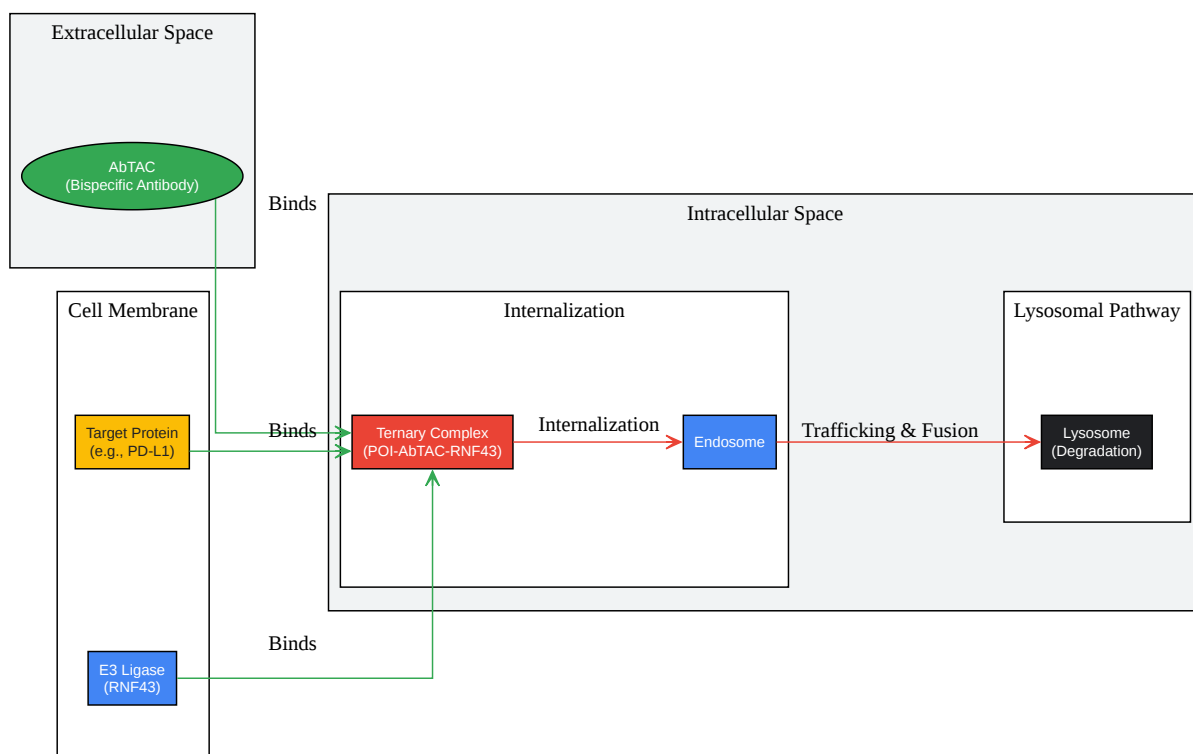 Extracellular Space
AbTAC
(Bispecific Antibody)
Binds
Intracellular Space
Cell Membrane
Internalization
Lysosomal Pathway
Target Protein
(e.g., PD-L1)
Binds
Ternary Complex
(POI-AbTAC-RNF43)
Internalization
Endosome
Trafficking & Fusion
Lysosome
(Degradation)
Binds
E3 Ligase
(RNF43)